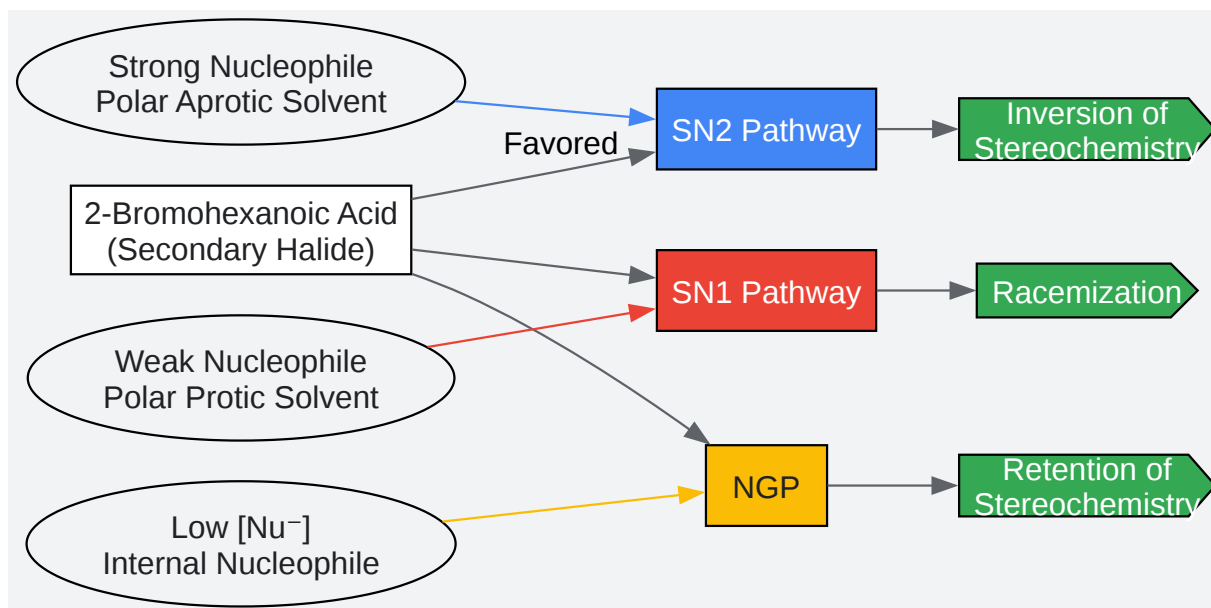 Strong Nucleophile
Polar Aprotic Solvent
Favored
SN2 Pathway
Inversion of
Stereochemistry
2-Bromohexanoic Acid
(Secondary Halide)
SN1 Pathway
Racemization
Weak Nucleophile
Polar Protic Solvent
NGP
Retention of
Stereochemistry
Low [Nu⁻]
Internal Nucleophile